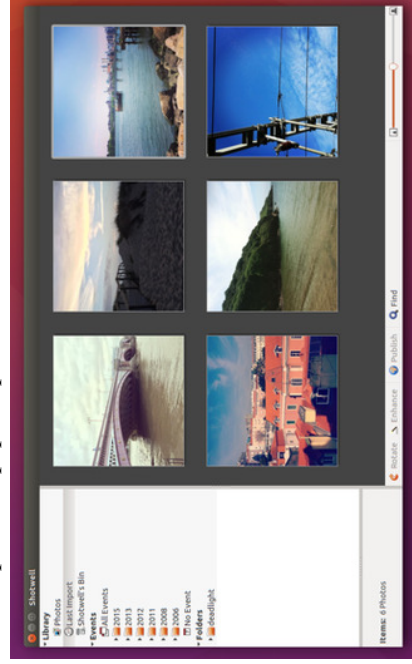 Shotwell
Library
Photos
Last Import
Shotwell's Bin
Events
All Events
2015
2013
2012
2011
2008
2006
No Event
Folders
deadlight
Items: 6 Photos
Rotate
Enhance
Publish
Find